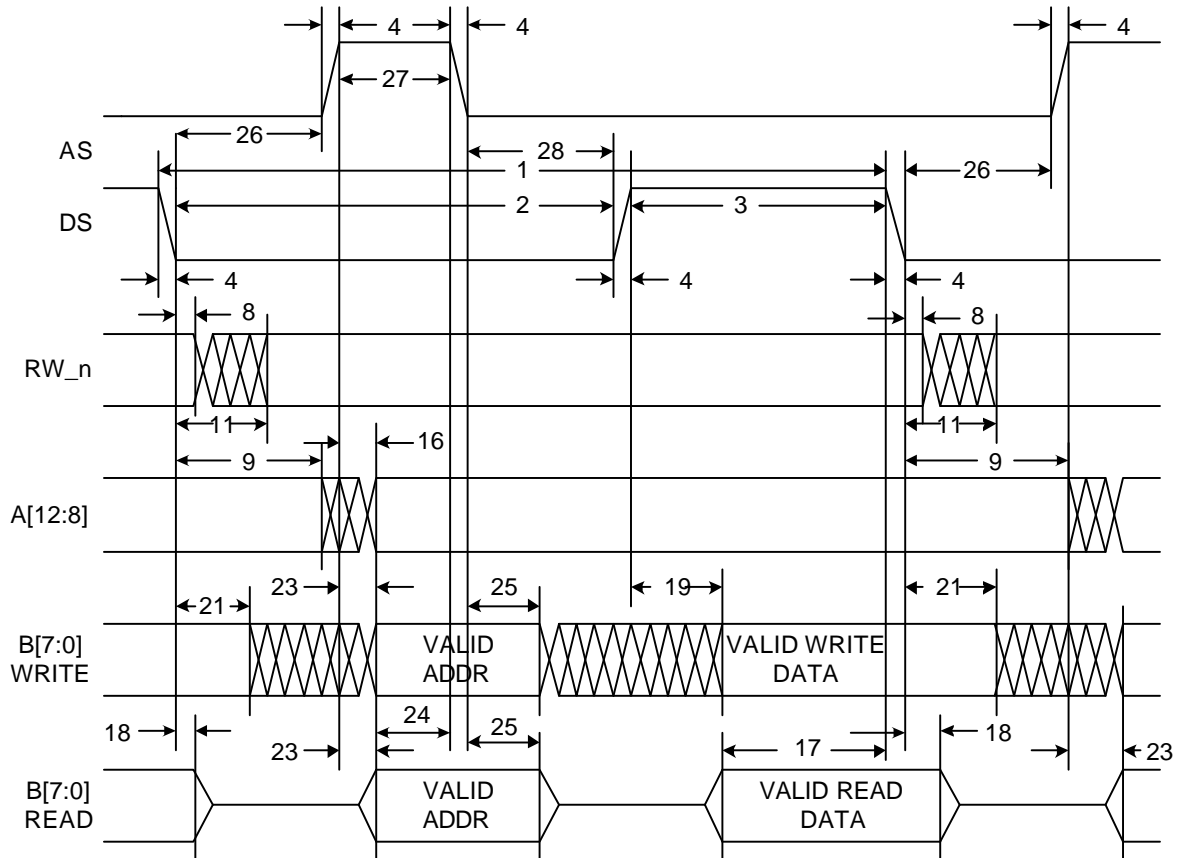 4 4 4
27
26
AS
28
1 26
2 3
DS
4 4 4
8 8
RW_n
11 11
16
9 9
A[12:8]
23 25 19
21 21
B[7:0] VALID VALID WRITE
WRITE ADDR DATA
24
18 25 18
23 17 23
B[7:0] VALID VALID READ
READ ADDR DATA